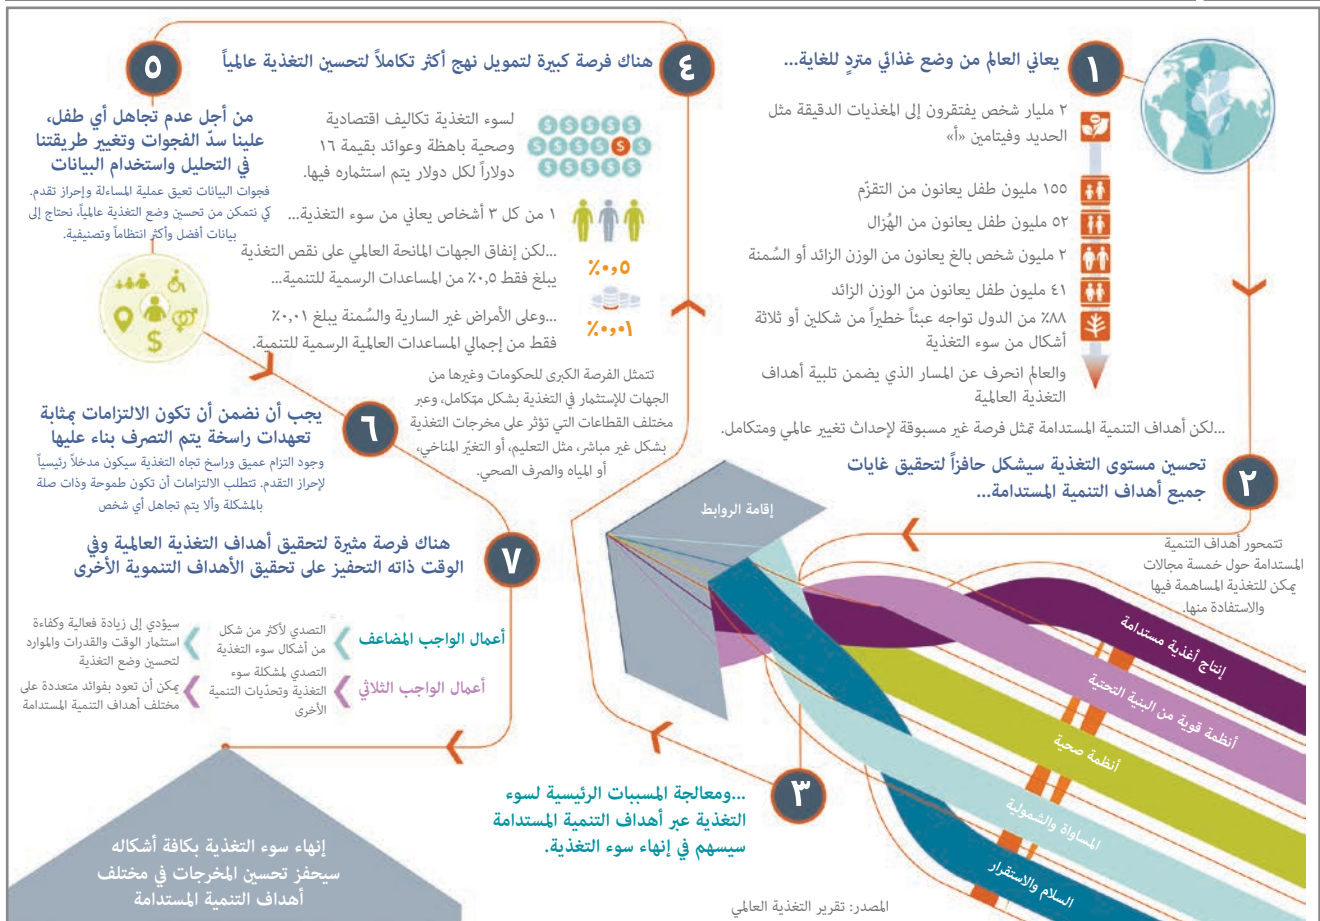 ١
يعاني العالم من وضع غذائي متردٍ للغاية...
٢ مليار شخص يفتقرون إلى المغذيات الدقيقة مثل
الحديد وفيتامين «أ»
١٥٥ مليون طفل يعانون من التقزّم
٥٢ مليون طفل يعانون من الهُزال
٢ مليون شخص بالغ يعانون من الوزن الزائد أو السُمنة
٤١ مليون طفل يعانون من الوزن الزائد
٨٨٪ من الدول تواجه عبئاً خطيراً من شكلين أو ثلاثة
أشكال من سوء التغذية
والعالم انحرف عن المسار الذي يضمن تلبية أهداف
التغذية العالمية
...لكن أهداف التنمية المستدامة تمثل فرصة غير مسبوقة لإحداث تغيير عالمي ومتكامل.
٢
تحسين مستوى التغذية سيشكل حافزاً لتحقيق غايات
جميع أهداف التنمية المستدامة...
تتمحور أهداف التنمية
المستدامة حول خمسة مجالات
يمكن للتغذية المساهمة فيها
والاستفادة منها.
إنتاج أغذية مستدامة
أنظمة قوية من البنية التحتية
أنظمة صحية
المساواة والشمولية
السلام والاستقرار
إقامة الروابط
٣
...ومعالجة المسببات الرئيسية لسوء
التغذية عبر أهداف التنمية المستدامة
سيسهم في إنهاء سوء التغذية.
٤
هناك فرصة كبيرة لتمويل نهج أكثر تكاملاً لتحسين التغذية عالمياً
لسوء التغذية تكاليف اقتصادية
وصحية باهظة وعوائد بقيمة ١٦
دولاراً لكل دولار يتم استثماره فيها.
$ $ $ $ $
$ $ $ $ $ $
$ $ $ $ $
١ من كل ٣ أشخاص يعاني من سوء التغذية...
...لكن إنفاق الجهات المانحة العالمي على نقص التغذية
يبلغ فقط ٠,٥٪ من المساعدات الرسمية للتنمية...
٠,٥٪
...وعلى الأمراض غير السارية والسُمنة يبلغ ٠,٠١٪
فقط من إجمالي المساعدات العالمية الرسمية للتنمية.
٠,٠١٪
تتمثل الفرصة الكبرى للحكومات وغيرها من
الجهات للإستثمار في التغذية بشكل متكامل، وعبر
مختلف القطاعات التي تؤثر على مخرجات التغذية
بشكل غير مباشر، مثل التعليم، أو التغيّر المناخي،
أو المياه والصرف الصحي.
٥
من أجل عدم تجاهل أي طفل،
علينا سدّ الفجوات وتغيير طريقتنا
في التحليل واستخدام البيانات
فجوات البيانات تعيق عملية المساءلة وإحراز تقدم.
كي نتمكن من تحسين وضع التغذية عالمياً، نحتاج إلى
بيانات أفضل وأكثر انتظاماً وتصنيفية.
$
٦
يجب أن نضمن أن تكون الالتزامات بمثابة
تعهدات راسخة يتم التصرف بناء عليها
وجود التزام عميق وراسخ تجاه التغذية سيكون مدخلاً رئيسياً
لإحراز التقدم. تتطلب الالتزامات أن تكون طموحة وذات صلة
بالمشكلة وألا يتم تجاهل أي شخص
٧
هناك فرصة مثيرة لتحقيق أهداف التغذية العالمية وفي
الوقت ذاته التحفيز على تحقيق الأهداف التنموية الأخرى
أعمال الواجب المضاعف
التصدي لأكثر من شكل
من أشكال سوء التغذية
سيؤدي إلى زيادة فعالية وكفاءة
استثمار الوقت والقدرات والموارد
لتحسين وضع التغذية
أعمال الواجب الثلاثي
التصدي لمشكلة سوء
التغذية وتحدّيات التنمية
الأخرى
يمكن أن تعود بفوائد متعددة على
مختلف أهداف التنمية المستدامة
إنهاء سوء التغذية بكافة أشكاله
سيحفز تحسين المخرجات في مختلف
أهداف التنمية المستدامة
المصدر: تقرير التغذية العالمي